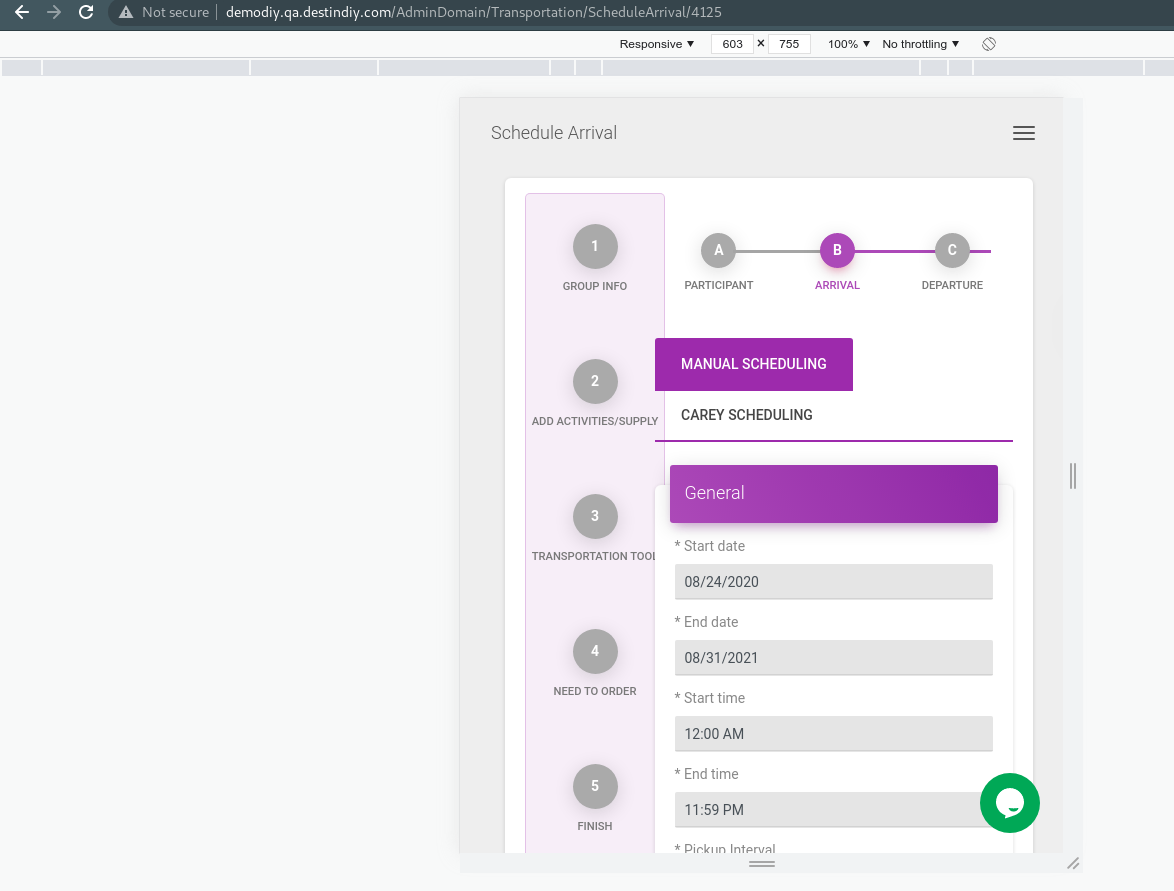 Not secure demodiy.qa.destindiy.com/AdminDomain/Transportation/ScheduleArrival/4125
Responsive 603 × 755 100% No throttling
Schedule Arrival
1
GROUP INFO
2
ADD ACTIVITIES/SUPPLY
3
TRANSPORTATION TOOL
4
NEED TO ORDER
5
FINISH
A B C
PARTICIPANT ARRIVAL DEPARTURE
MANUAL SCHEDULING
CAREY SCHEDULING
General
* Start date
08/24/2020
* End date
08/31/2021
* Start time
12:00 AM
* End time
11:59 PM
* Pickup Interval